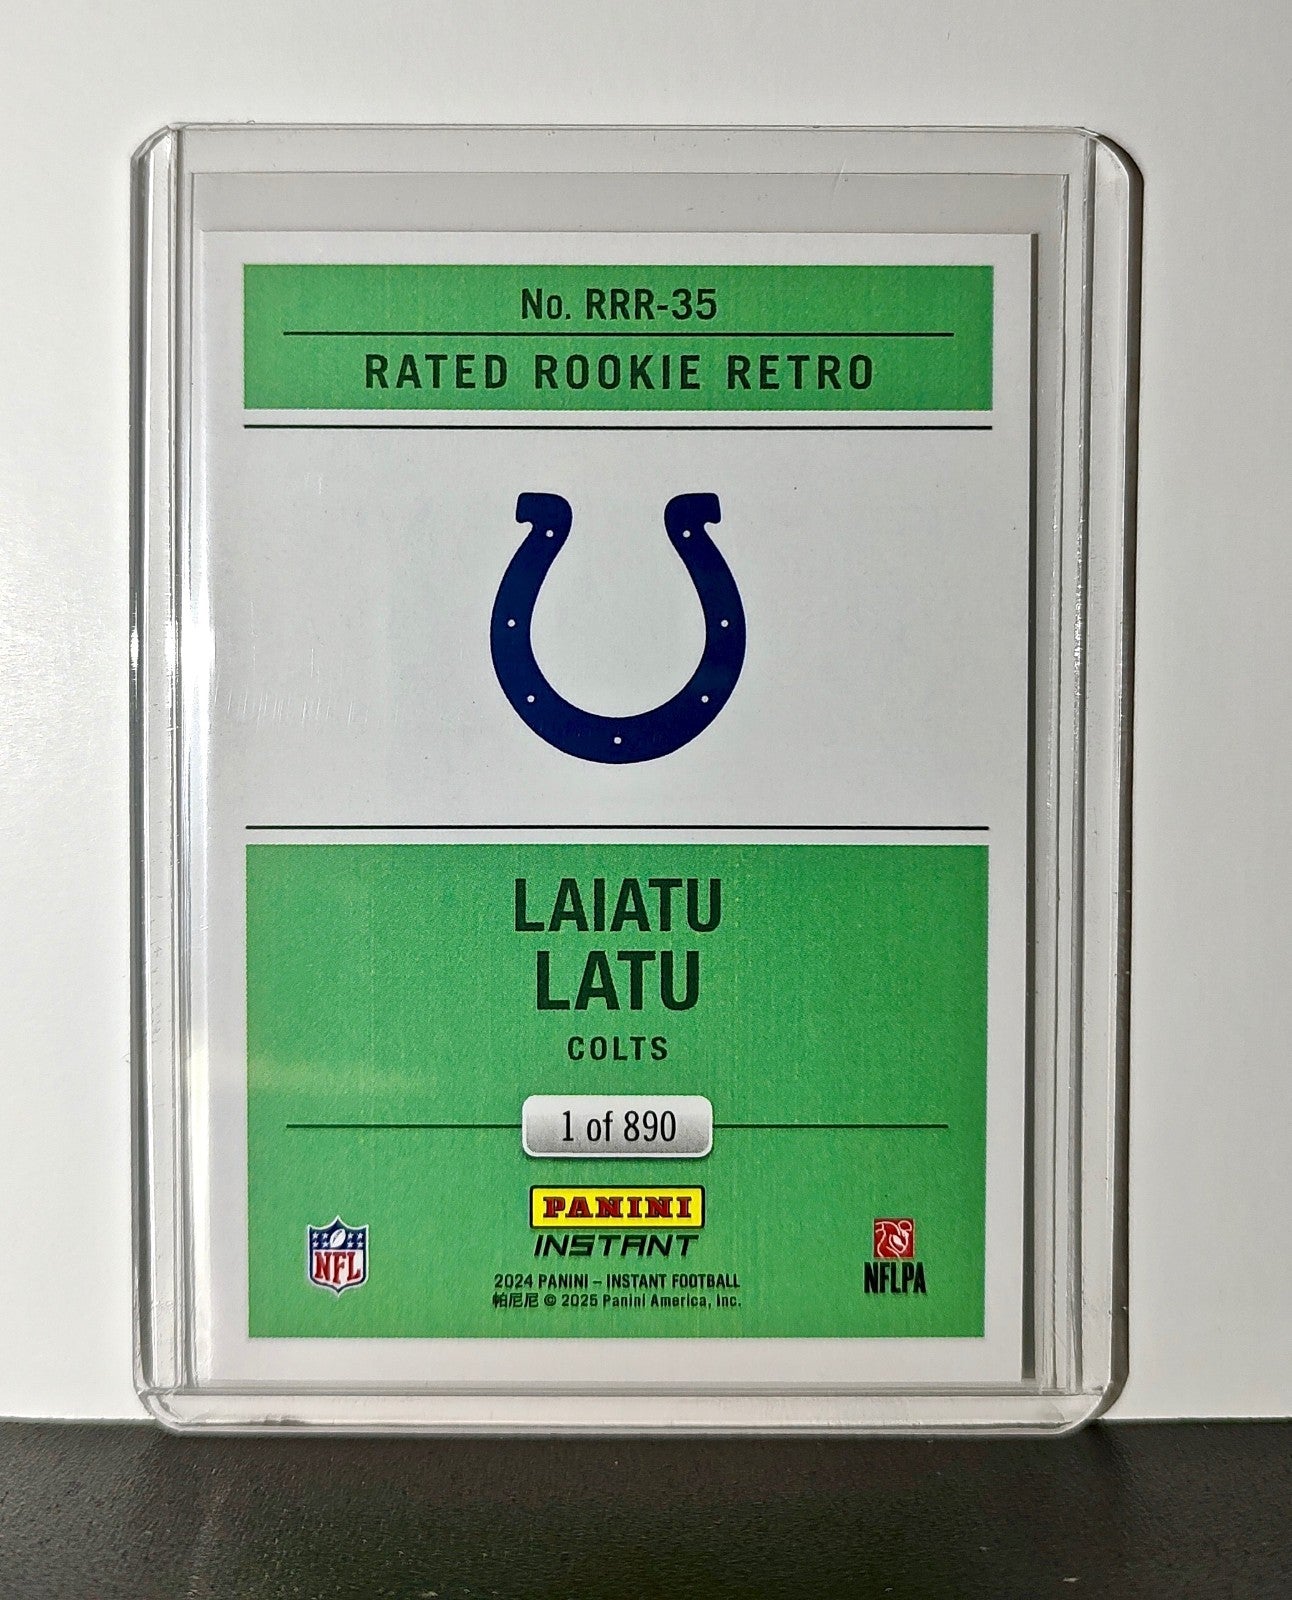 No. RRR-35
RATED ROOKIE RETRO
LAIATU
LATU
COLTS
1 of 890
PANINI
INSTANT
NFL
NFLPA
2024 PANINI – INSTANT FOOTBALL
帕尼尼 © 2025 Panini America, Inc.